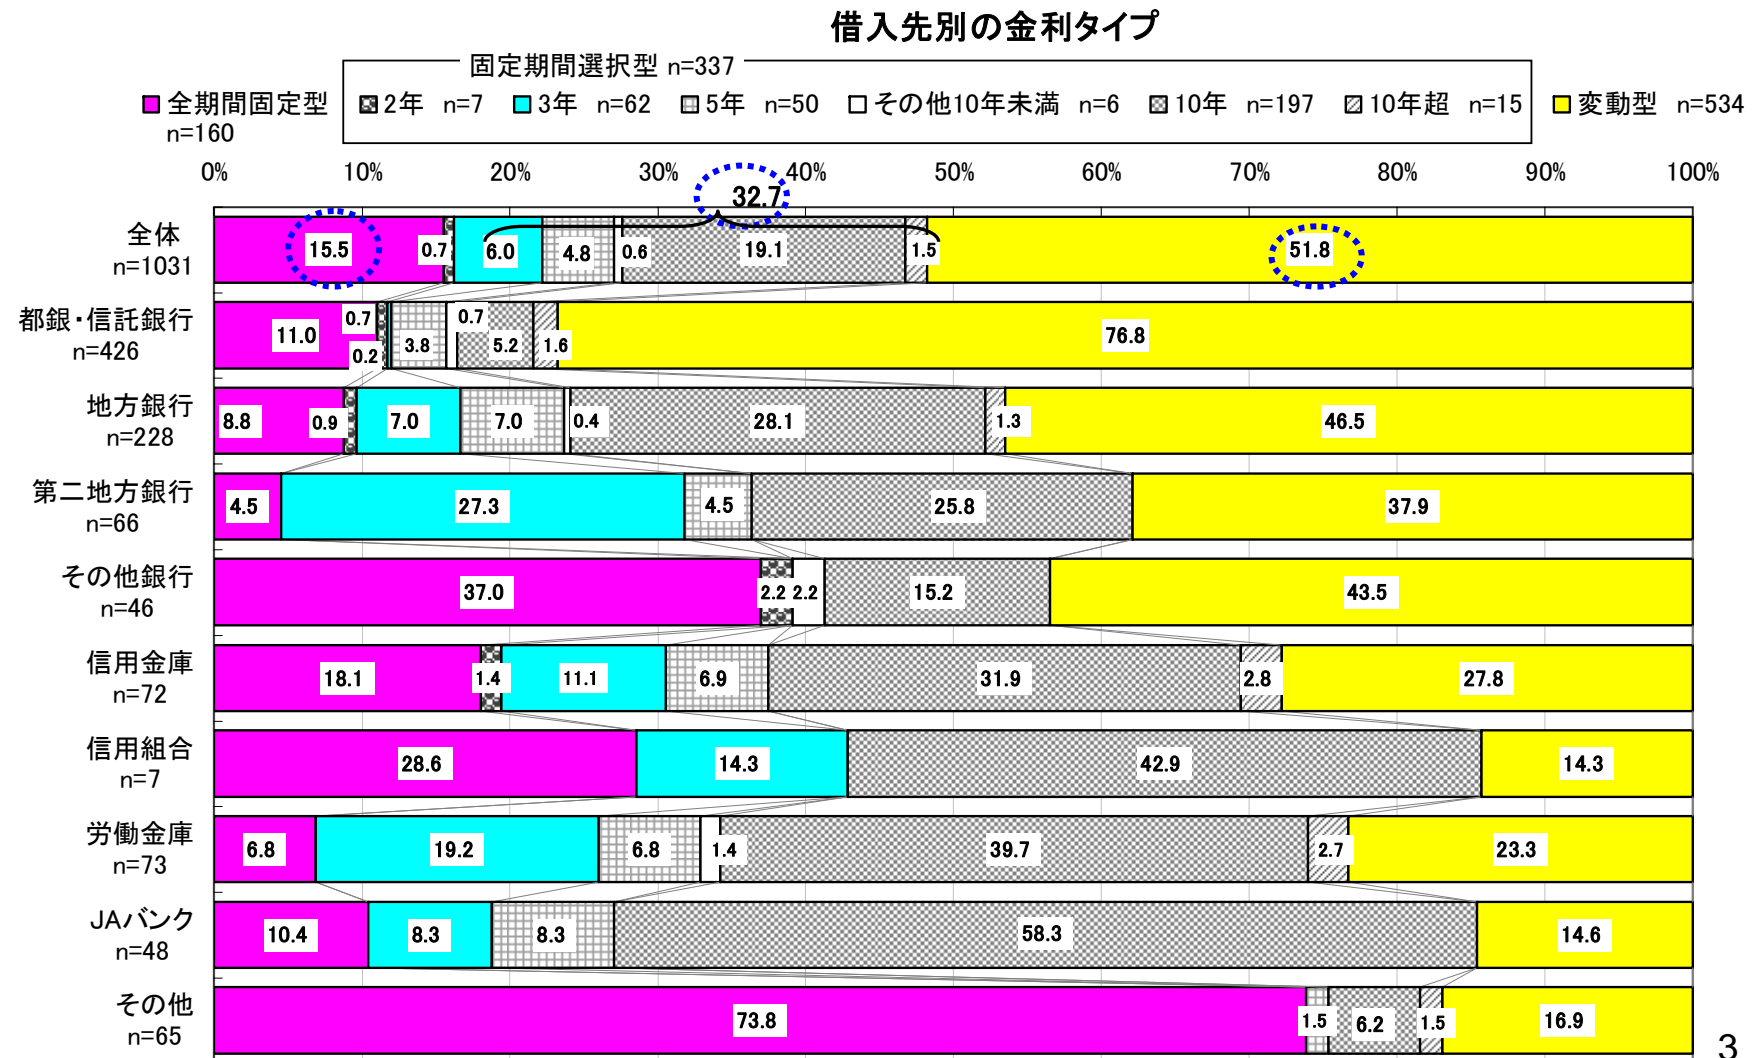 借入先別の金利タイプ
固定期間選択型 n=337
全期間固定型 n=160
2年 n=7
3年 n=62
5年 n=50
その他10年未満 n=6
10年 n=197
10年超 n=15
変動型 n=534
0% 10% 20% 30% 40% 50% 60% 70% 80% 90% 100%
32.7
全体 n=1031
15.5 0.7 6.0 4.8 0.6 19.1 1.5 51.8
都銀・信託銀行 n=426
11.0 0.7 0.2 3.8 0.7 5.2 1.6 76.8
地方銀行 n=228
8.8 0.9 7.0 7.0 0.4 28.1 1.3 46.5
第二地方銀行 n=66
4.5 27.3 4.5 25.8 37.9
その他銀行 n=46
37.0 2.2 2.2 15.2 43.5
信用金庫 n=72
18.1 1.4 11.1 6.9 31.9 2.8 27.8
信用組合 n=7
28.6 14.3 42.9 14.3
労働金庫 n=73
6.8 19.2 6.8 1.4 39.7 2.7 23.3
JAバンク n=48
10.4 8.3 8.3 58.3 14.6
その他 n=65
73.8 1.5 6.2 1.5 16.9
3